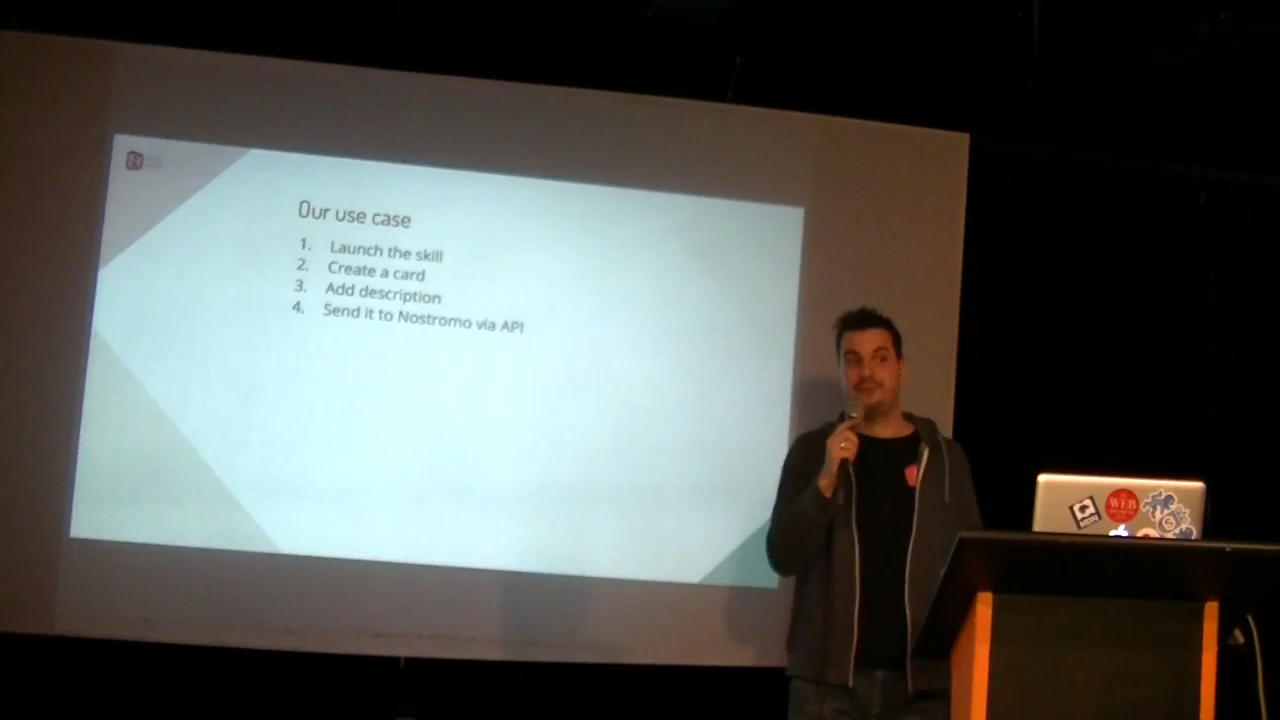 Our use case
1. Launch the skill
2. Create a card
3. Add description
4. Send it to Nostromo via API
WEB